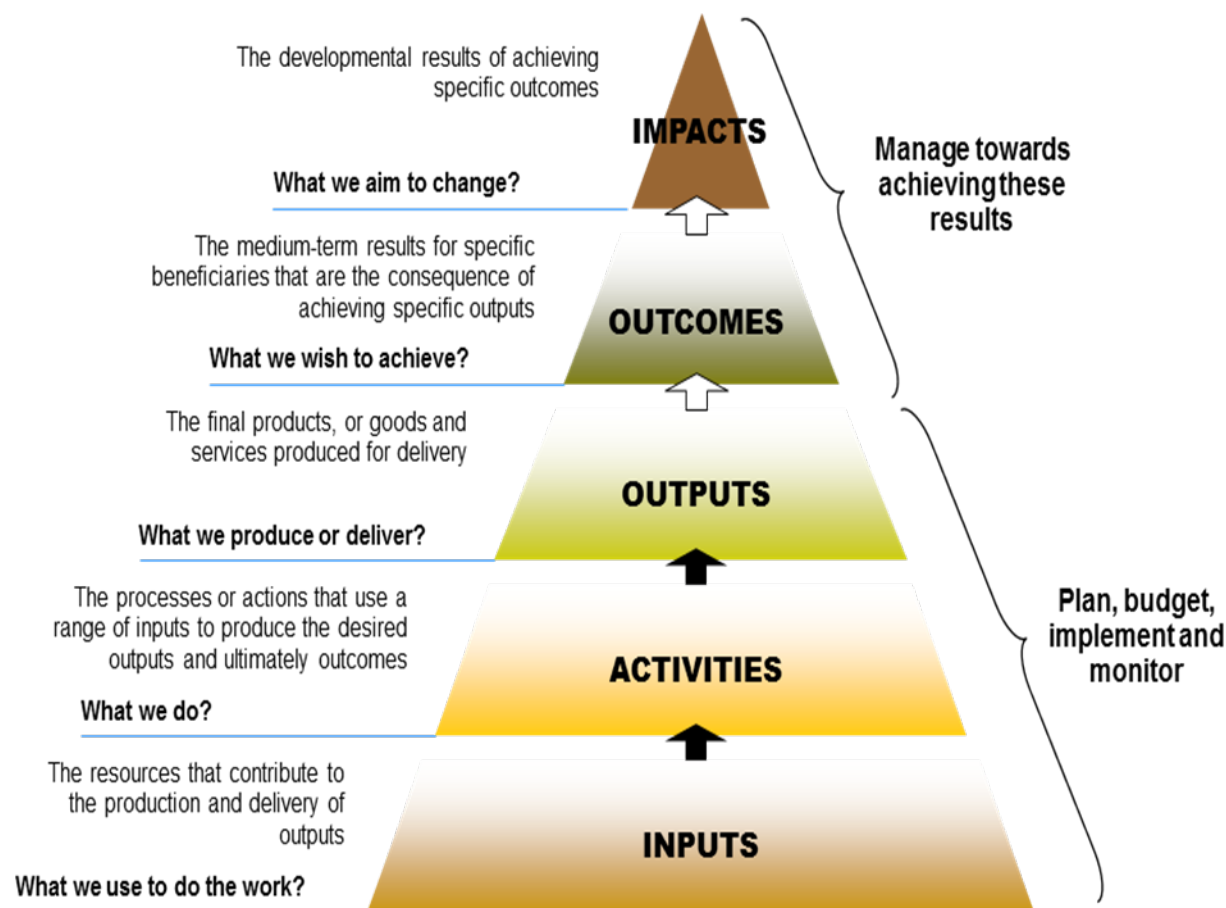 The developmental results of achieving
specific outcomes
IMPACTS
What we aim to change?
Manage towards
achieving these
results
The medium-term results for specific
beneficiaries that are the consequence of
achieving specific outputs
OUTCOMES
What we wish to achieve?
The final products, or goods and
services produced for delivery
OUTPUTS
What we produce or deliver?
The processes or actions that use a
range of inputs to produce the desired
outputs and ultimately outcomes
ACTIVITIES
What we do?
Plan, budget,
implement and
monitor
The resources that contribute to
the production and delivery of
outputs
INPUTS
What we use to do the work?